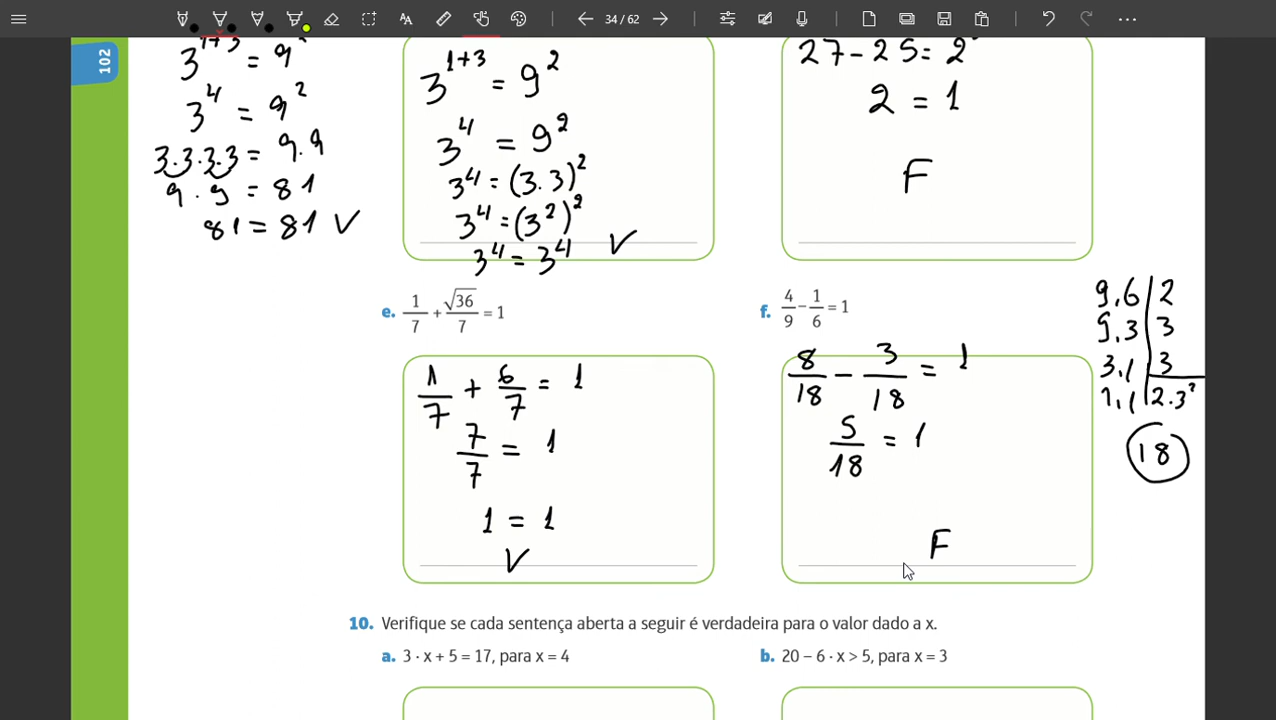 34 / 62
102
3^{1+3} = 9^2
3^4 = 9^2
3.3.3.3 = 9.9
9 . 9 = 81
81 = 81 V
3^{1+3} = 9^2
3^4 = 9^2
3^4 = (3.3)^2
3^4 = (3^2)^2
3^4 = 3^4 V
27 - 25 = 2
2 = 1
F
e. 1/7 + √36/7 = 1
1/7 + 6/7 = 1
7/7 = 1
1 = 1
V
f. 4/9 – 1/6 = 1
8/18 - 3/18 = 1
5/18 = 1
F
9,6 | 2
9,3 | 3
3,1 | 3
1,1 | 2.3^2
18
10. Verifique se cada sentença aberta a seguir é verdadeira para o valor dado a x.
a. 3 · x + 5 = 17, para x = 4
b. 20 – 6 · x > 5, para x = 3